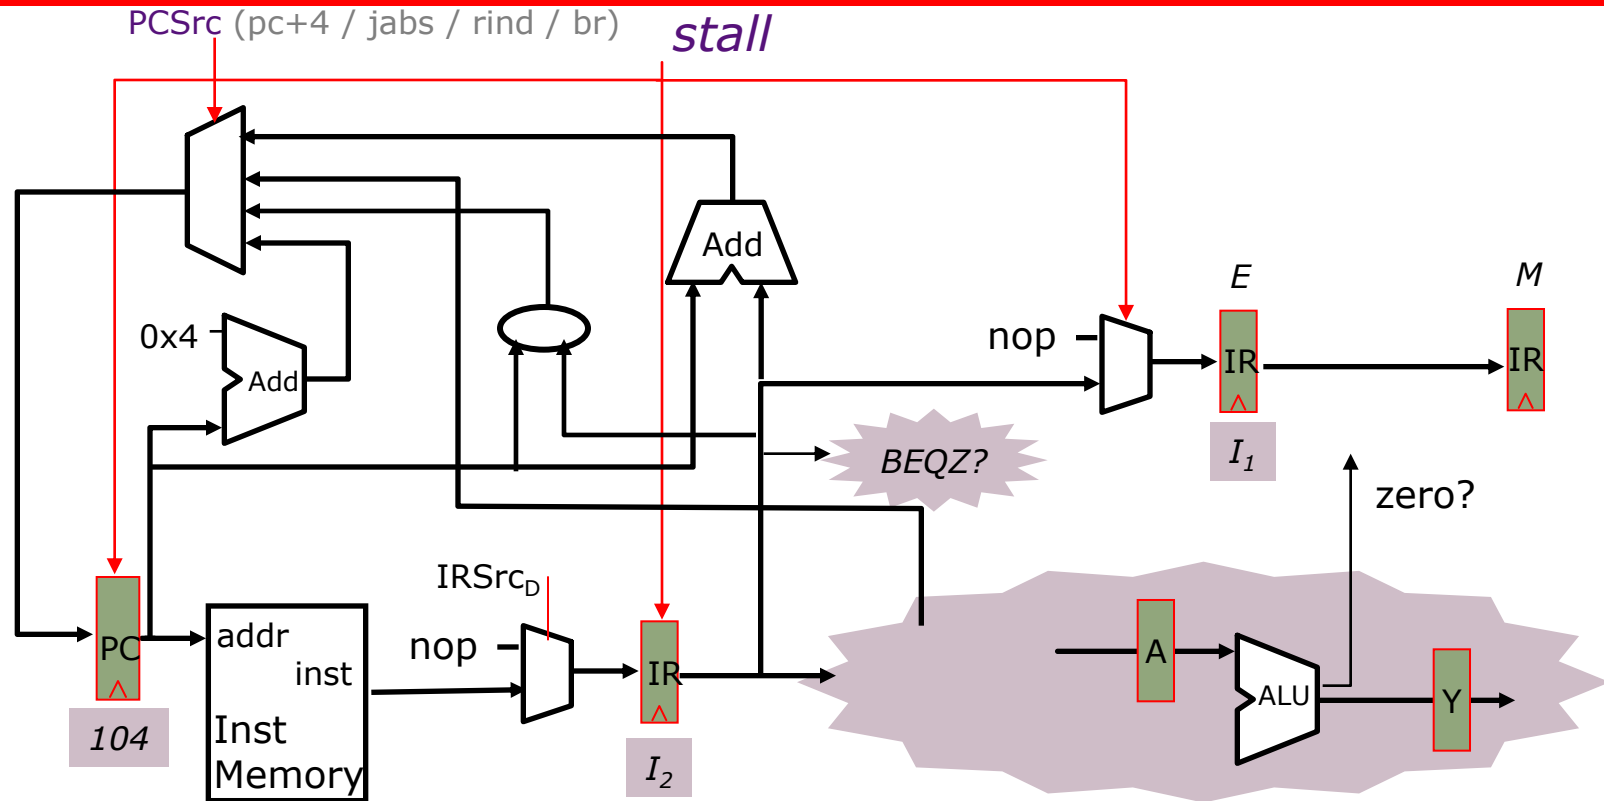 PCSrc (pc+4 / jabs / rind / br)
stall
Add
E
M
0x4
nop
IR
IR
Add
BEQZ?
I1
zero?
IRSrcD
addr
nop
PC
inst
IR
A
ALU
Y
104
Inst
Memory
I2